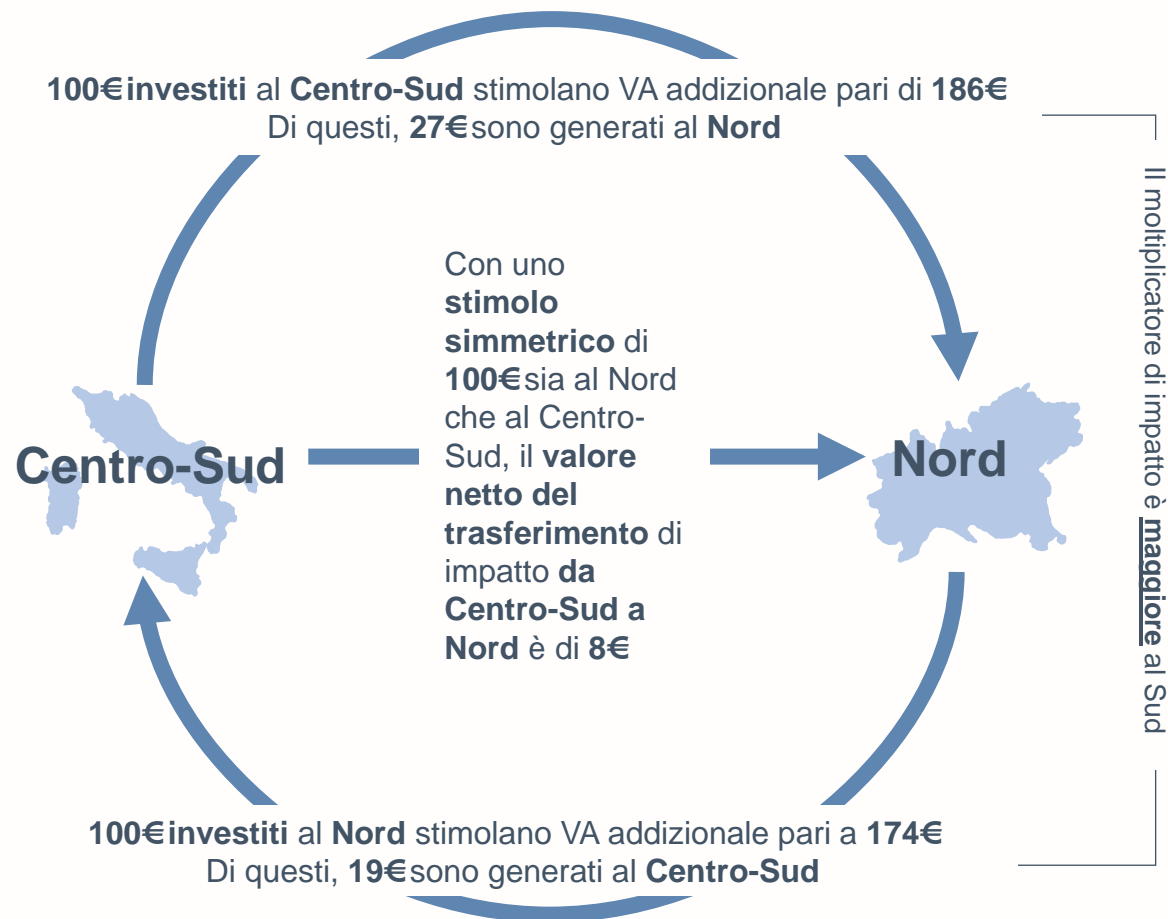 100€ investiti al Centro-Sud stimolano VA addizionale pari di 186€
Di questi, 27€ sono generati al Nord
Con uno
stimolo
simmetrico di
100€ sia al Nord
che al Centro-
Sud, il valore
netto del
trasferimento di
impatto da
Centro-Sud a
Nord è di 8€
Centro-Sud
Nord
Il moltiplicatore di impatto è maggiore al Sud
100€ investiti al Nord stimolano VA addizionale pari a 174€
Di questi, 19€ sono generati al Centro-Sud